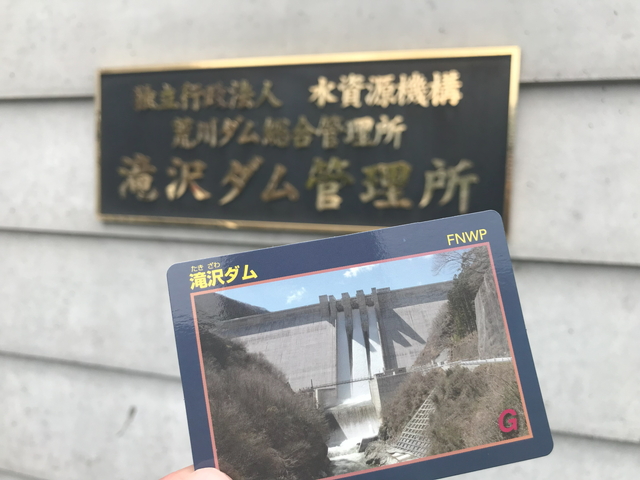 独立行政法人 水資源機構
荒川ダム総合管理所
滝沢ダム管理所
たき ざわ
滝沢ダム
FNWP
G